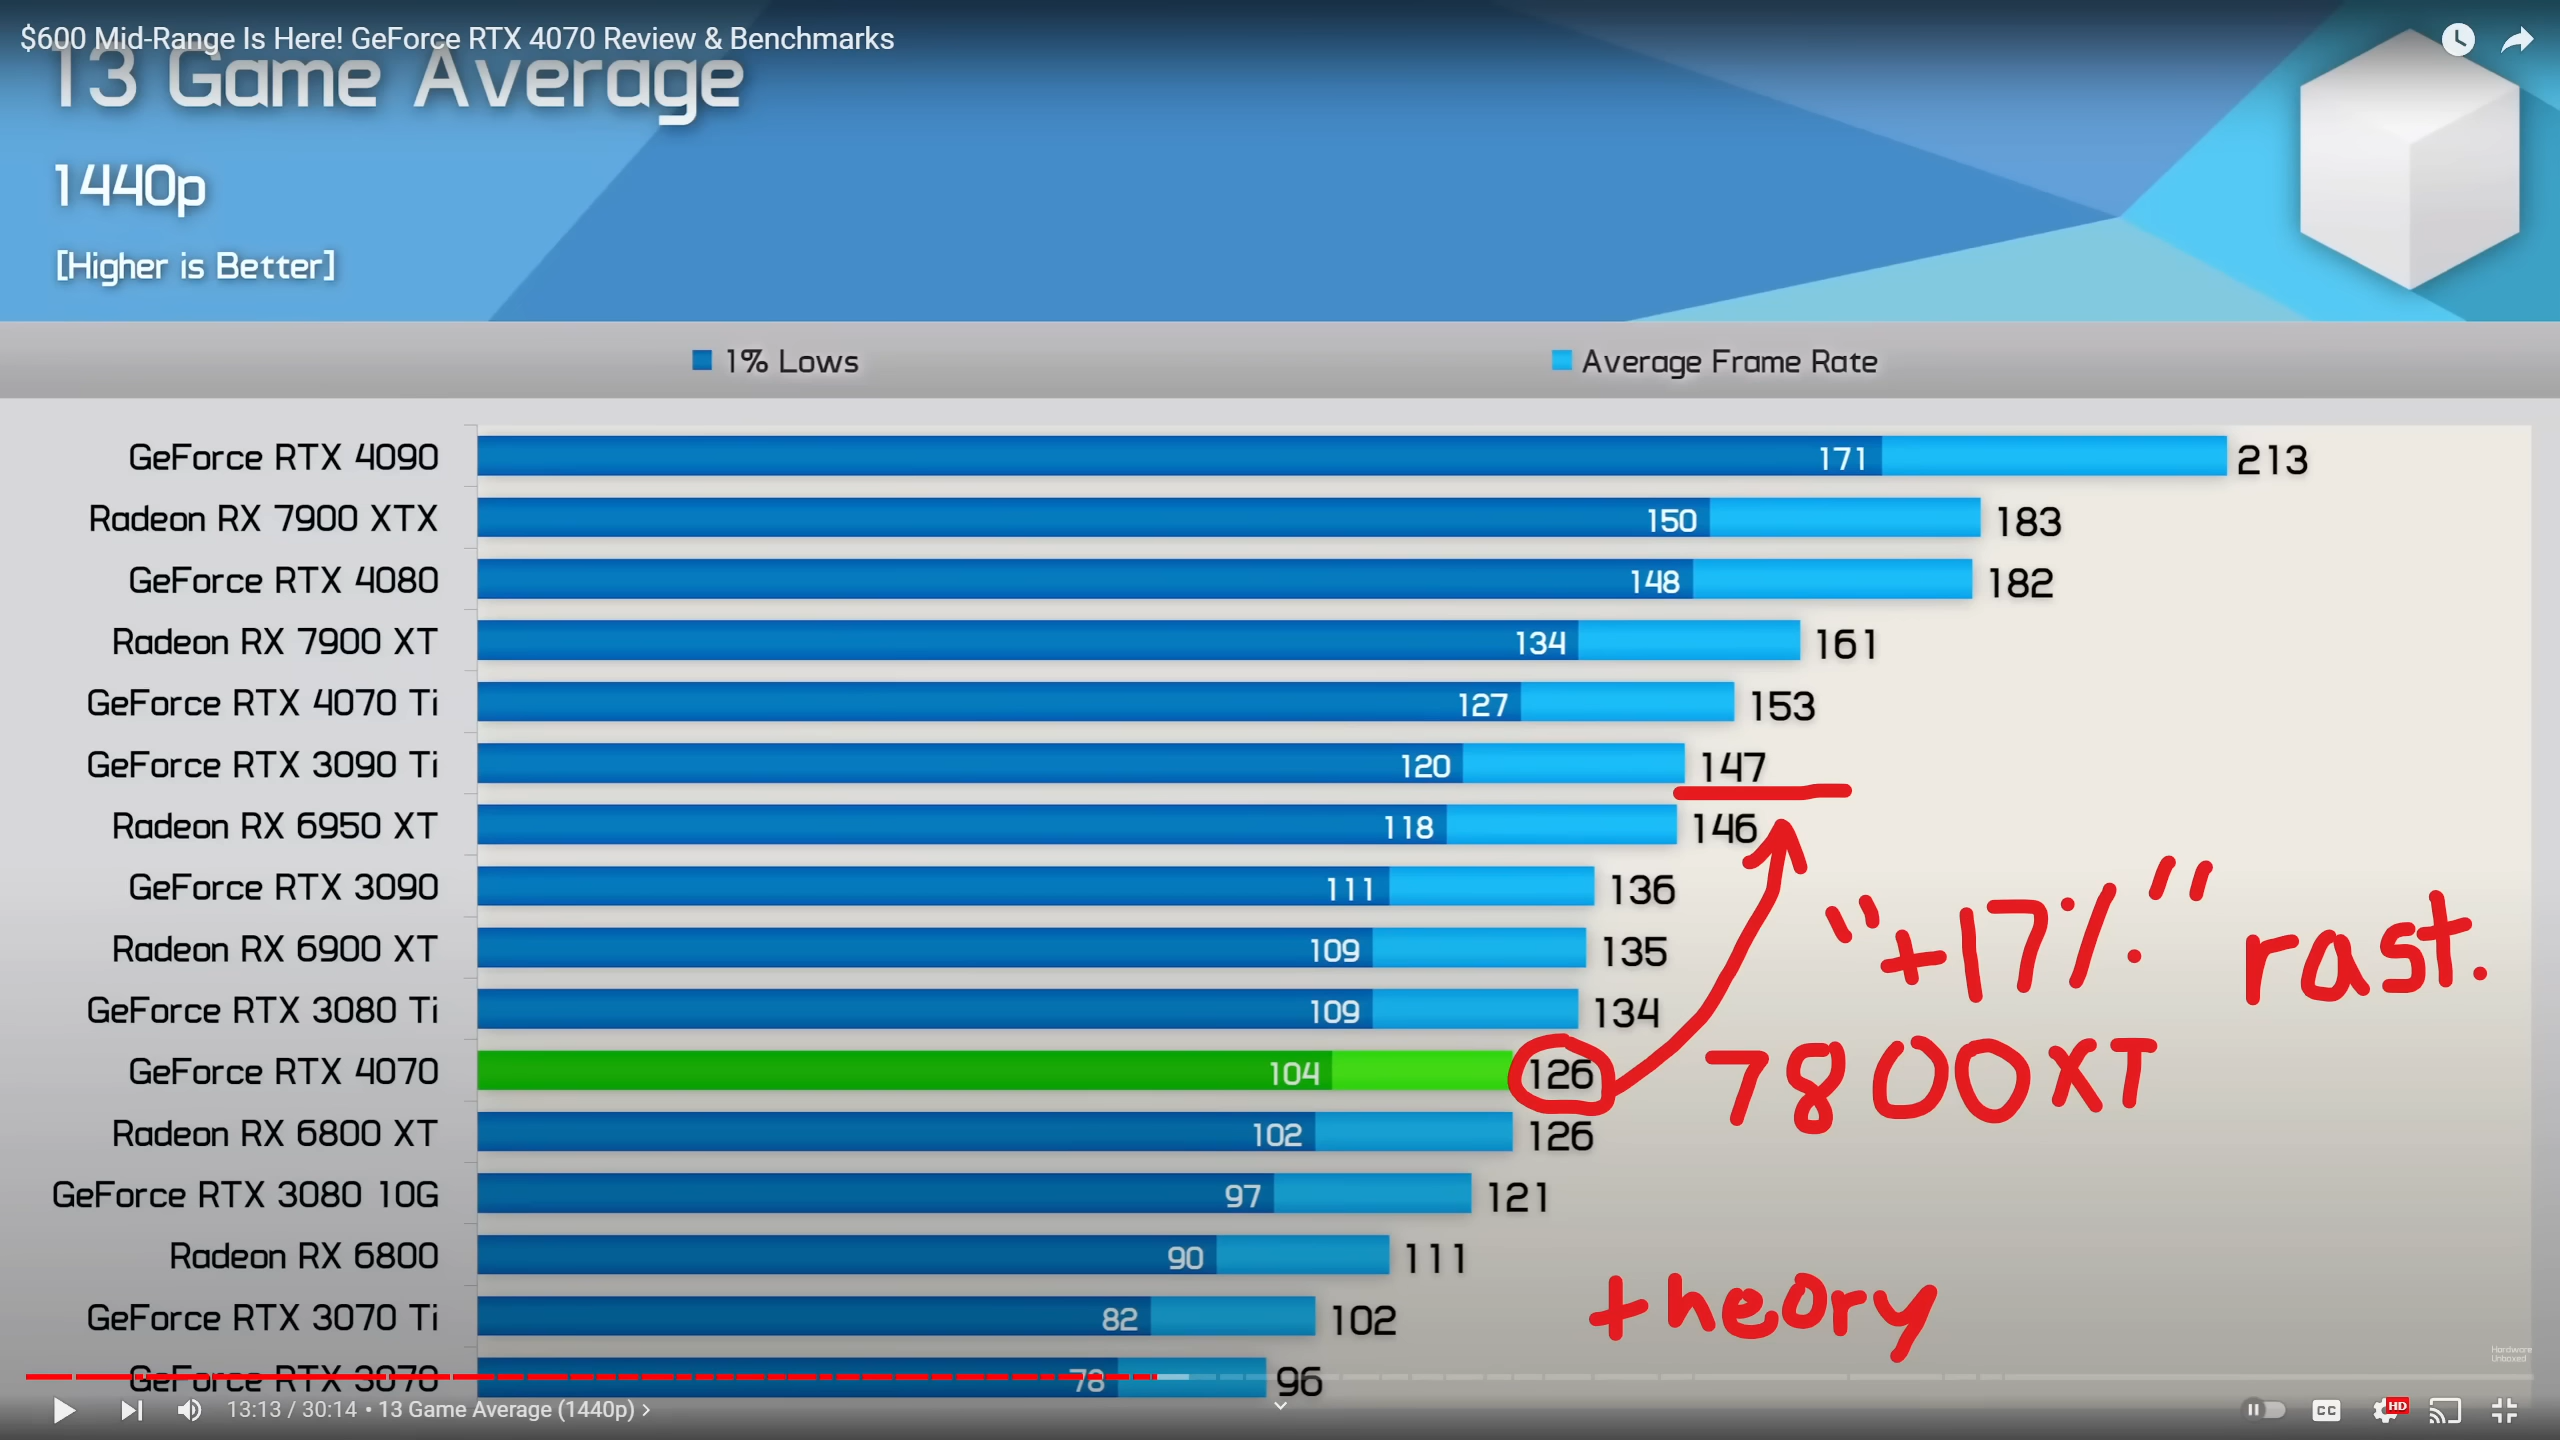 $600 Mid-Range Is Here! GeForce RTX 4070 Review & Benchmarks
13 Game Average
1440p
[Higher is Better]
1% Lows Average Frame Rate
GeForce RTX 4090 171 213
Radeon RX 7900 XTX 150 183
GeForce RTX 4080 148 182
Radeon RX 7900 XT 134 161
GeForce RTX 4070 Ti 127 153
GeForce RTX 3090 Ti 120 147
Radeon RX 6950 XT 118 146
GeForce RTX 3090 111 136
"+17%" rast.
Radeon RX 6900 XT 109 135
GeForce RTX 3080 Ti 109 134
GeForce RTX 4070 104 126
7800XT
Radeon RX 6800 XT 102 126
GeForce RTX 3080 10G 97 121
Radeon RX 6800 90 111
GeForce RTX 3070 Ti 82 102
theory
Hardware
Unboxed
GeForce RTX 3070 78 96
13:13 / 30:14 • 13 Game Average (1440p) ›
CC
HD